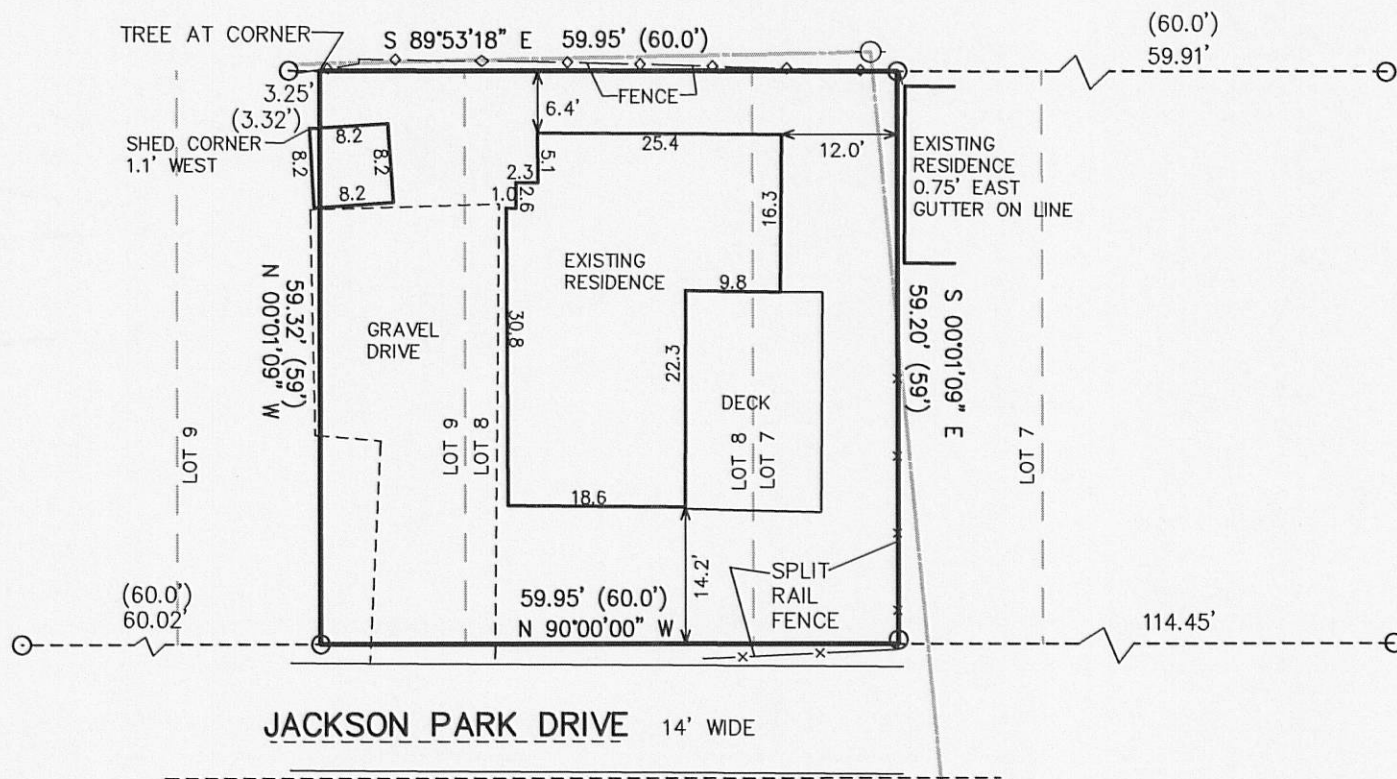 (60.0')
59.91'
TREE AT CORNER
S 89°53'18" E 59.95' (60.0')
3.25'
(3.32')
FENCE
6.4'
SHED CORNER
1.1' WEST
8.2
8.2
8.2
8.2
5.1
25.4
12.0'
EXISTING
RESIDENCE
0.75' EAST
GUTTER ON LINE
2.3
1.0
2.6
16.3
EXISTING
RESIDENCE
9.8
59.32' (59')
N 00°01'09" W
GRAVEL
DRIVE
30.8
22.3
S 00°01'09" E
59.20' (59')
DECK
LOT 9
LOT 9
LOT 8
LOT 8
LOT 7
LOT 7
18.6
14.2'
SPLIT
RAIL
FENCE
(60.0')
60.02'
59.95' (60.0')
N 90°00'00" W
114.45'
JACKSON PARK DRIVE 14' WIDE